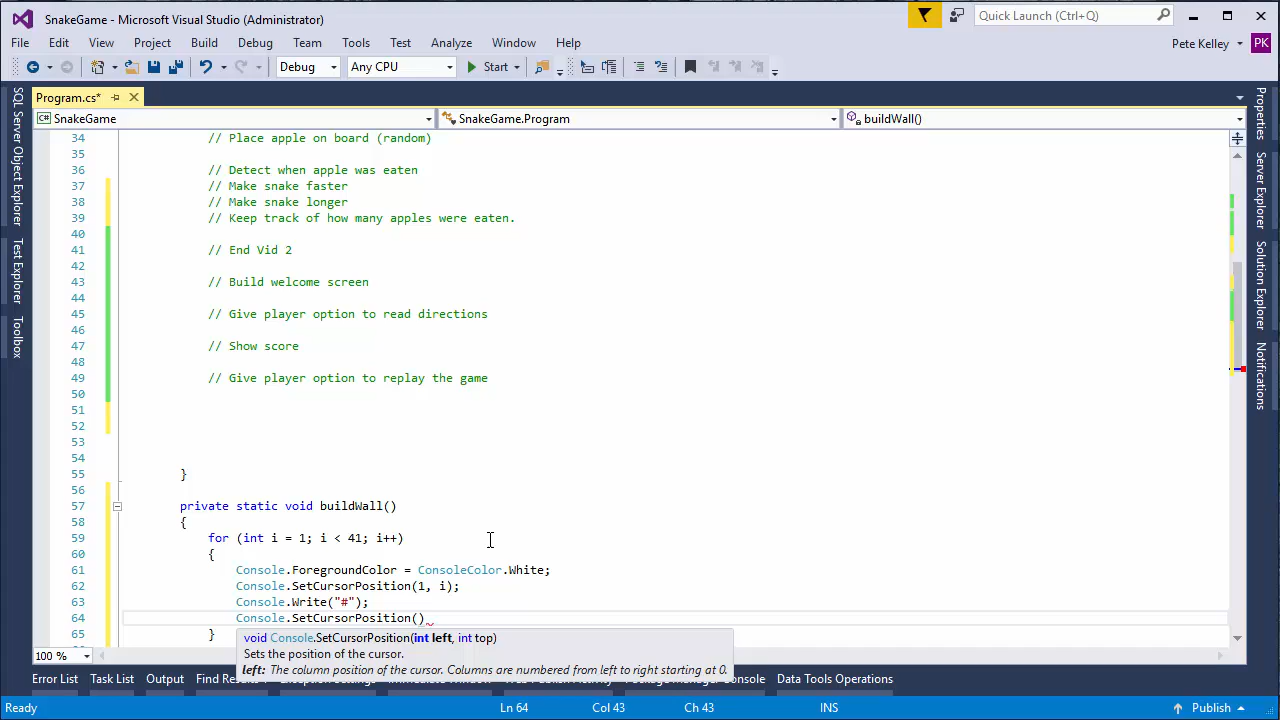 SnakeGame - Microsoft Visual Studio (Administrator)
Quick Launch (Ctrl+Q)
File Edit View Project Build Debug Team Tools Test Analyze Window Help
Pete Kelley PK
Debug Any CPU Start
Program.cs*
SnakeGame SnakeGame.Program buildWall()
SQL Server Object Explorer
Test Explorer
Toolbox
Properties
Server Explorer
Solution Explorer
Notifications
34 // Place apple on board (random)
35
36 // Detect when apple was eaten
37 // Make snake faster
38 // Make snake longer
39 // Keep track of how many apples were eaten.
40
41 // End Vid 2
42
43 // Build welcome screen
44
45 // Give player option to read directions
46
47 // Show score
48
49 // Give player option to replay the game
50
51
52
53
54
55 }
56
57 private static void buildWall()
58 {
59 for (int i = 1; i < 41; i++)
60 {
61 Console.ForegroundColor = ConsoleColor.White;
62 Console.SetCursorPosition(1, i);
63 Console.Write("#");
64 Console.SetCursorPosition()
65 }
void Console.SetCursorPosition(int left, int top)
Sets the position of the cursor.
left: The column position of the cursor. Columns are numbered from left to right starting at 0.
100 %
Error List Task List Output Find Console Data Tools Operations
Ready Ln 64 Col 43 Ch 43 INS Publish